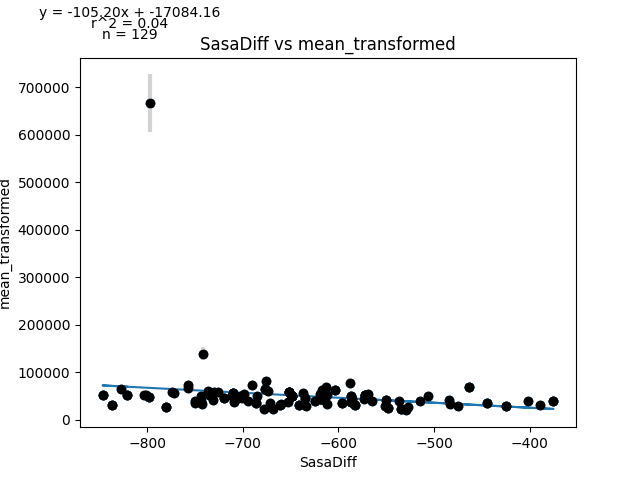 y = -105.20x + -17084.16
r^2 = 0.04
n = 129
SasaDiff vs mean_transformed
700000
600000
500000
400000
300000
200000
100000
0
mean_transformed
−800 −700 −600 −500 −400
SasaDiff